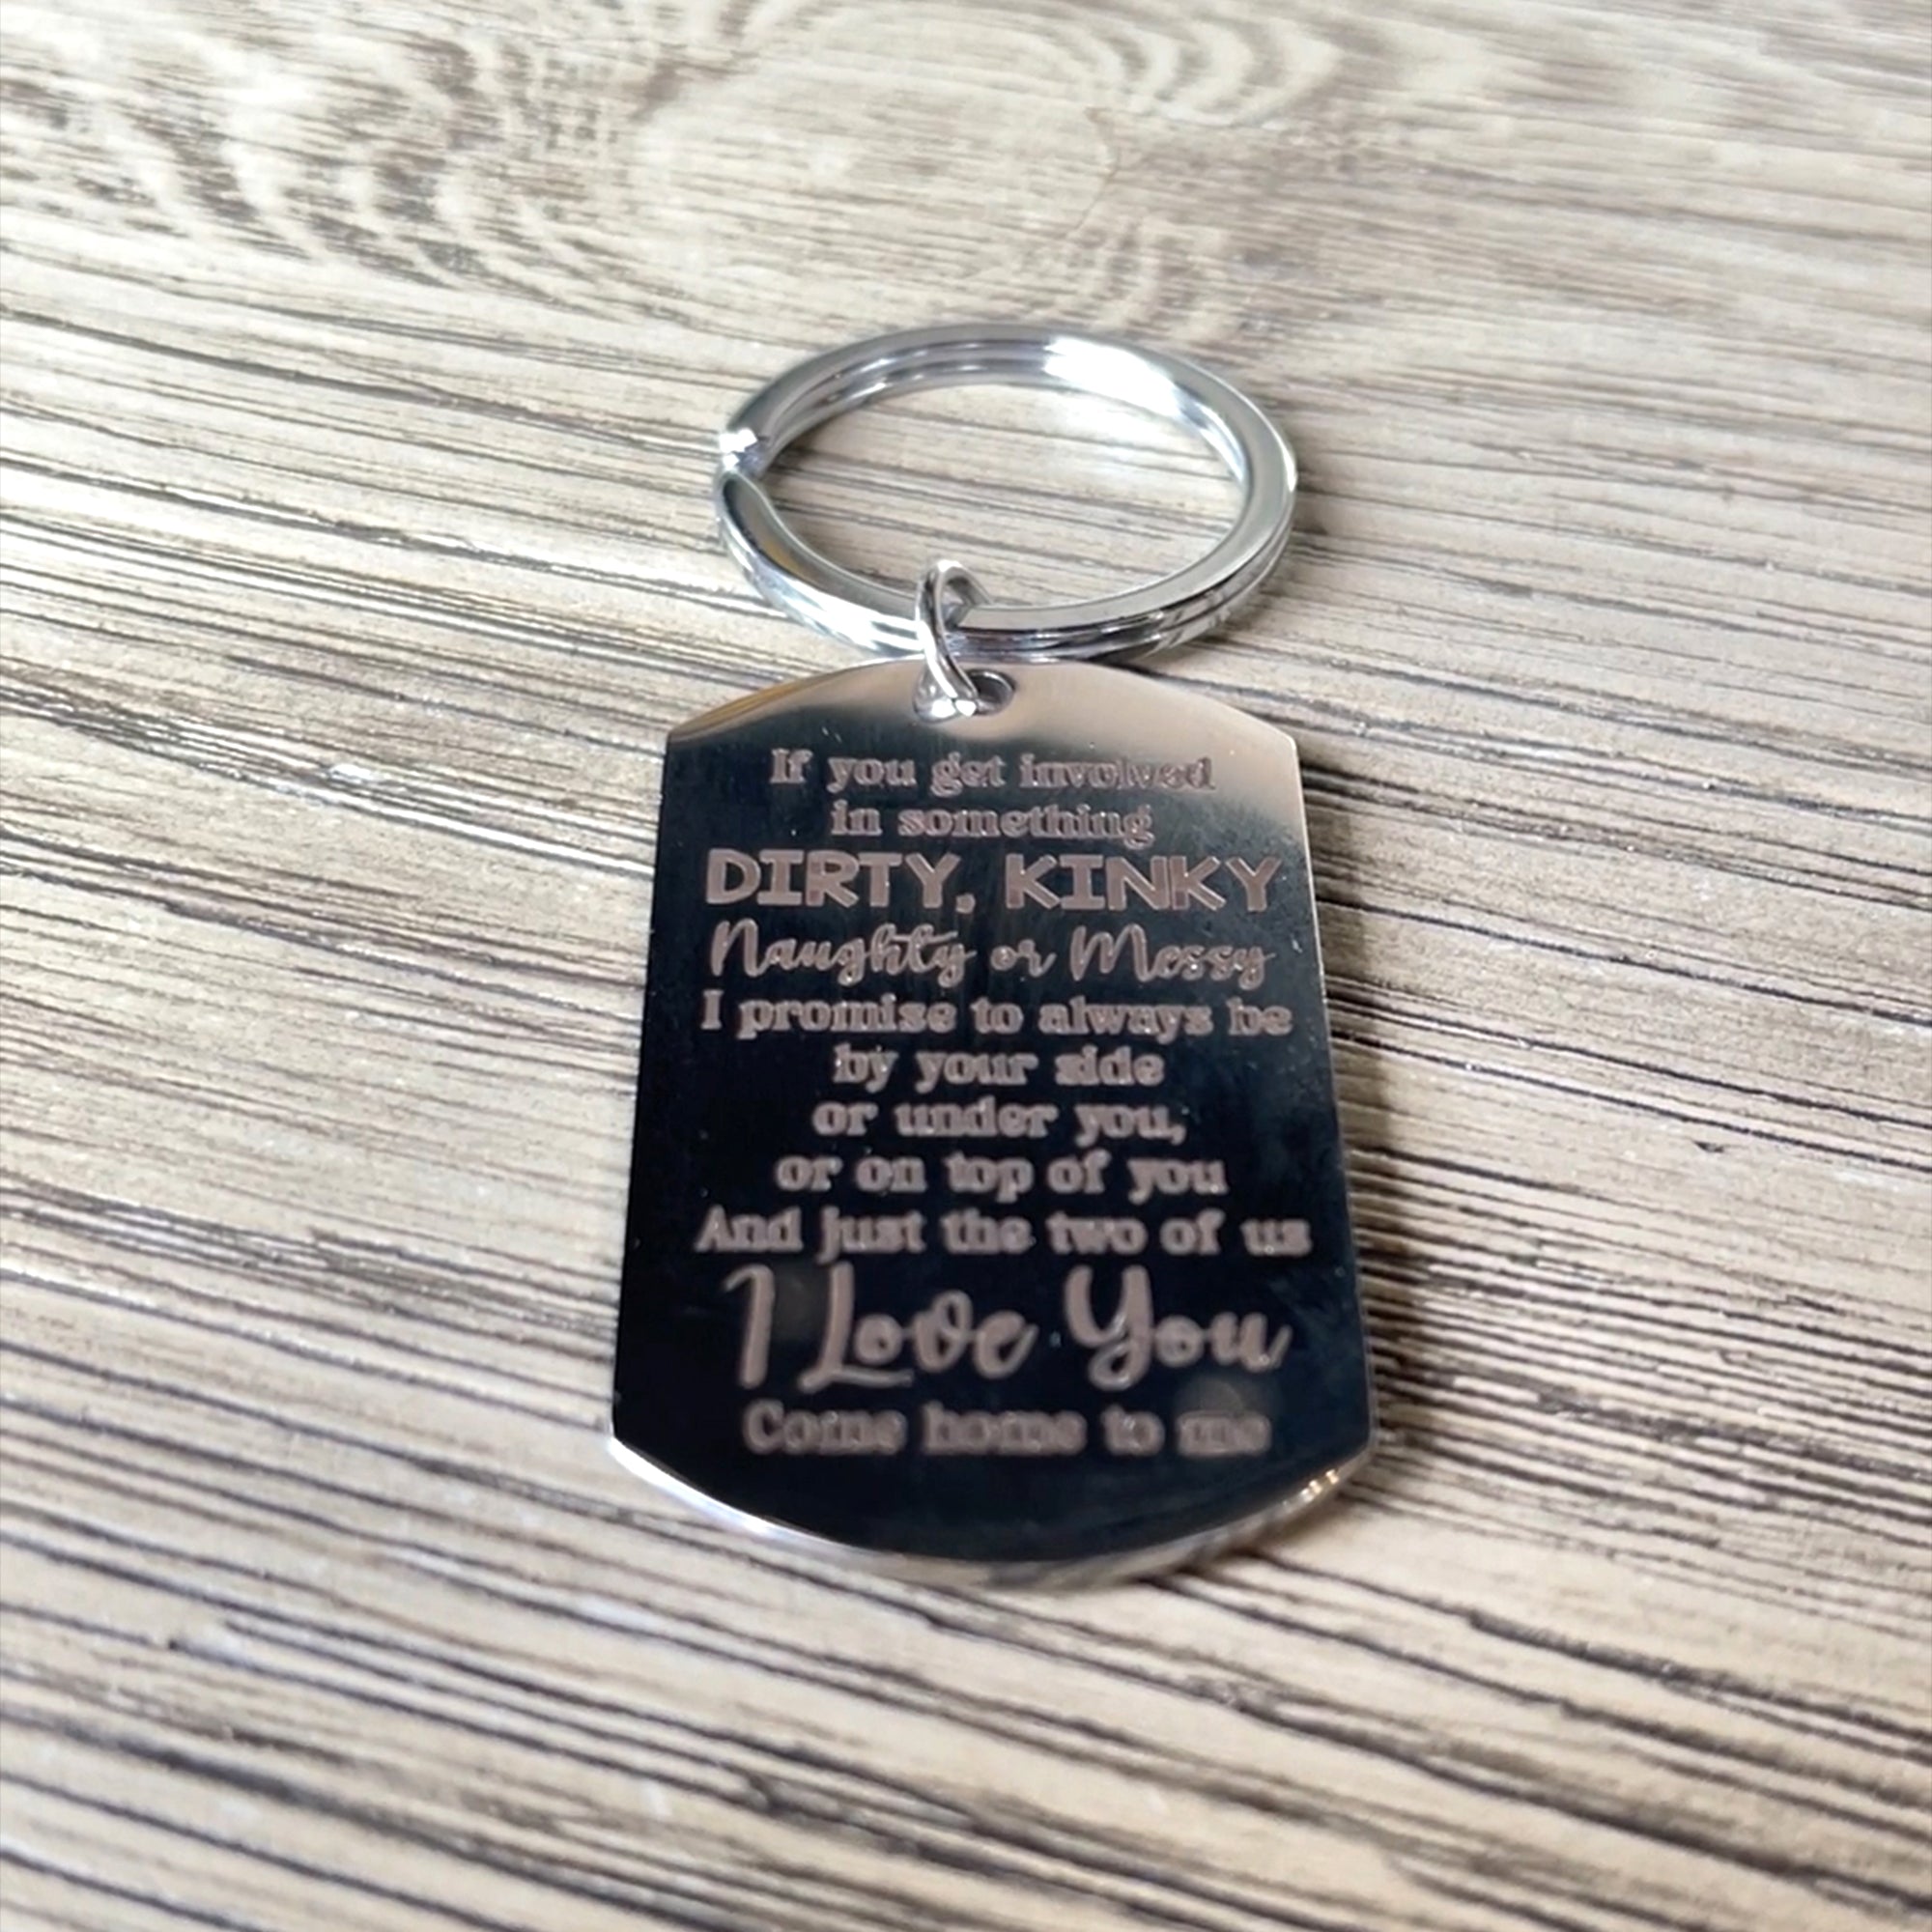 If you get involved
in something
DIRTY, KINKY
Naughty or Messy
I promise to always be
by your side
or under you,
or on top of you
And just the two of us
I Love You
Come home to me